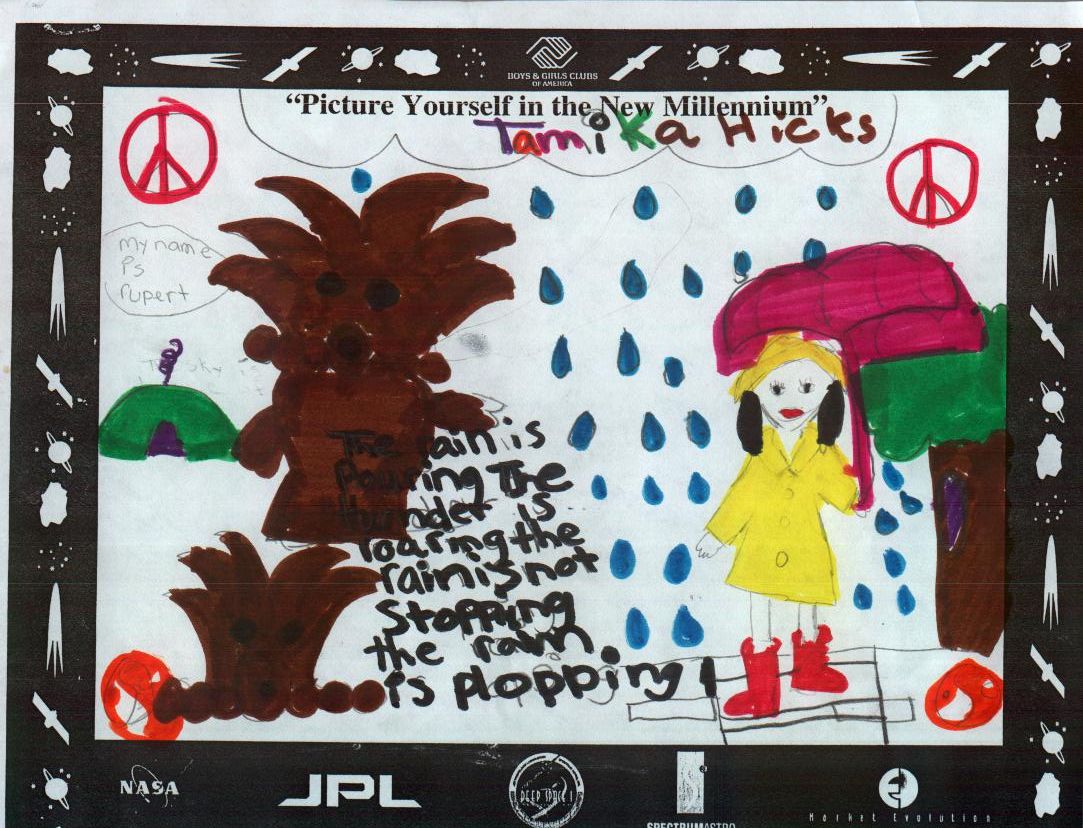 BOYS & GIRLS CLUBS
OF AMERICA
"Picture Yourself in the New Millennium"
TamiKa Hicks
my name
is
rupert
The rain is
Pouring The
thunder is
roaring the
rain is not
Stopping
the rain
is plopping!
NASA
JPL
DEEP SPACE 1
SPECTRUMASTRO
Market Evolution